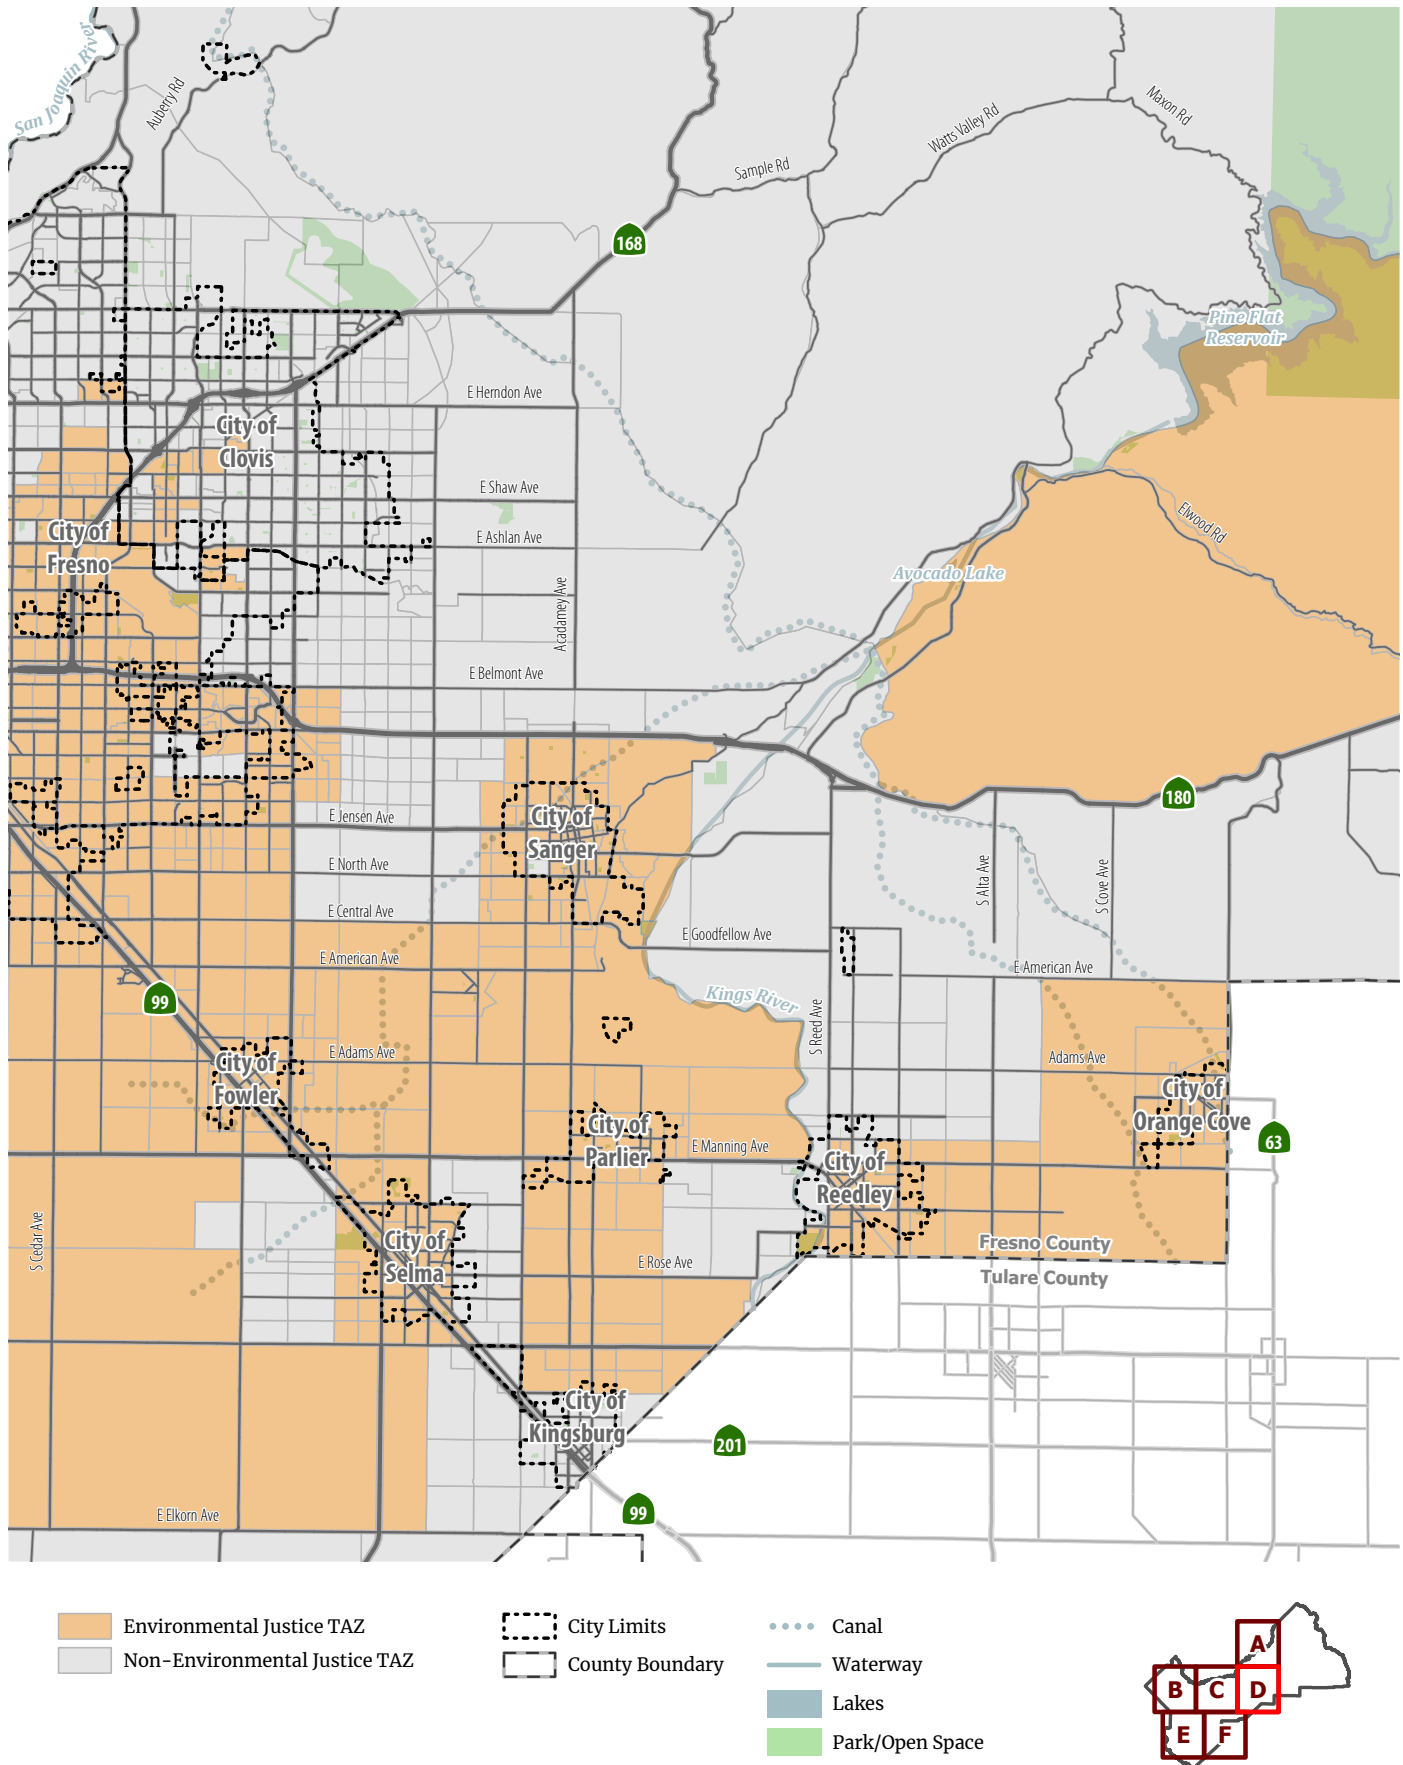 San Joaquin River
Auberry Rd
Sample Rd
Watts Valley Rd
Maxon Rd
168
Pine Flat
Reservoir
E Herndon Ave
City of
Clovis
E Shaw Ave
City of
Fresno
E Ashlan Ave
Elwood Rd
Avocado Lake
Acadamey Ave
E Belmont Ave
180
City of
Sanger
E Jensen Ave
E North Ave
S Alta Ave
S Cove Ave
E Central Ave
E Goodfellow Ave
E American Ave
E American Ave
99
Kings River
S Reed Ave
E Adams Ave
Adams Ave
City of
Fowler
City of
Orange Cove
City of
Parlier
E Manning Ave
63
City of
Reedley
S Cedar Ave
City of
Selma
E Rose Ave
Fresno County
Tulare County
City of
Kingsburg
201
99
E Elkorn Ave
Environmental Justice TAZ
Non-Environmental Justice TAZ
City Limits
County Boundary
Canal
Waterway
Lakes
Park/Open Space
A
B
C
D
E
F